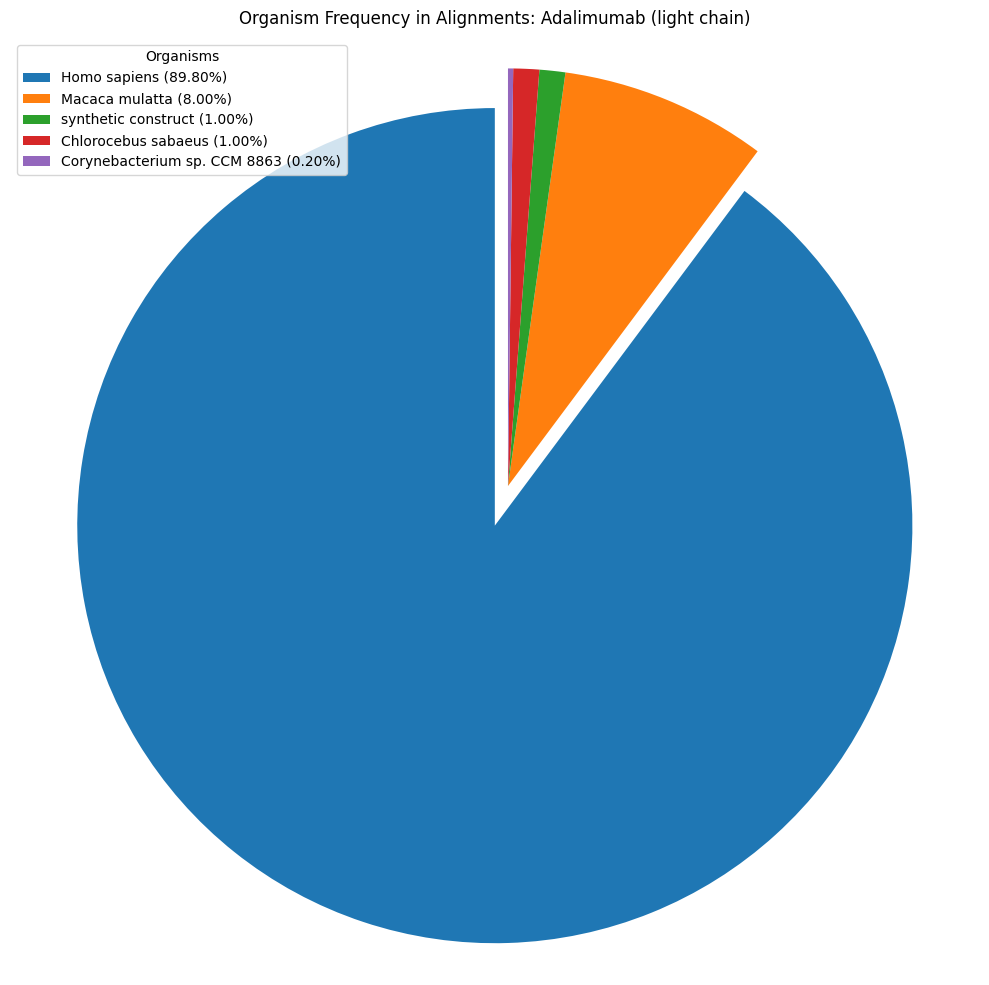 Organism Frequency in Alignments: Adalimumab (light chain)
Organisms
Homo sapiens (89.80%)
Macaca mulatta (8.00%)
synthetic construct (1.00%)
Chlorocebus sabaeus (1.00%)
Corynebacterium sp. CCM 8863 (0.20%)